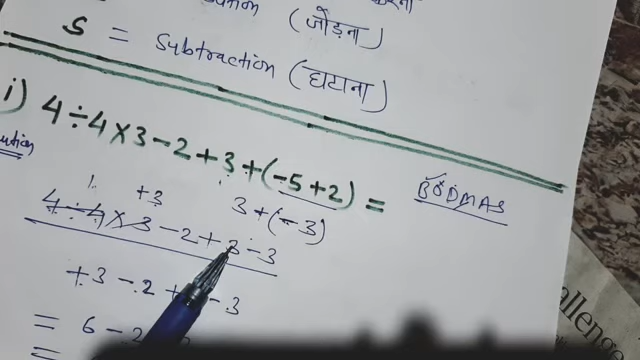 (जोड़ना)
S = Subtraction (घटाना)
i) 4÷4×3-2+3+(-5+2)=
BODMAS
1 +3 3+(-3)
4÷4×3-2+3-3
+3-2+ -3
= 6-2
=